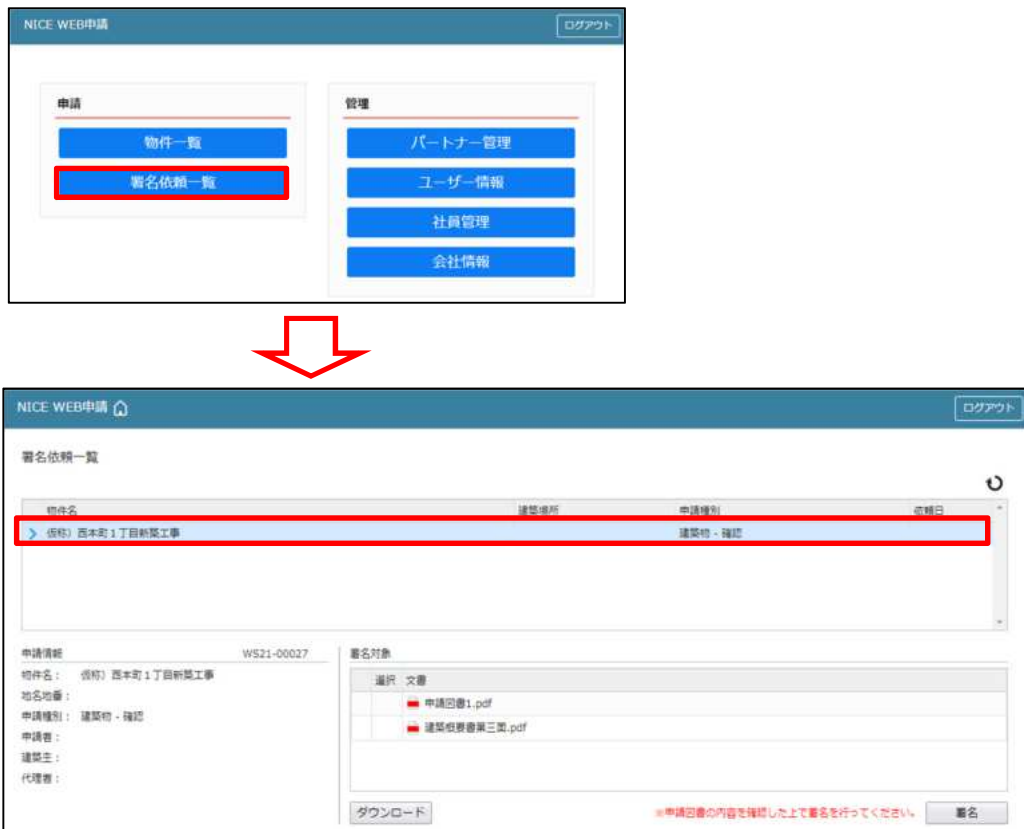 NICE WEB申請
ログアウト
申請
管理
物件一覧
パートナー管理
署名依頼一覧
ユーザー情報
社員管理
会社情報
NICE WEB申請
ログアウト
署名依頼一覧
物件名 建築場所 申請種別 依頼日
仮称）西本町１丁目新築工事 建築物 - 確認
申請情報 WS21-00027
署名対象
物件名： 仮称）西本町１丁目新築工事
選択 文書
地名地番：
申請図書1.pdf
申請種別： 建築物 - 確認
建築概要書第三面.pdf
申請者：
建築主：
代理者：
ダウンロード
※申請図書の内容を確認した上で署名を行ってください。
署名